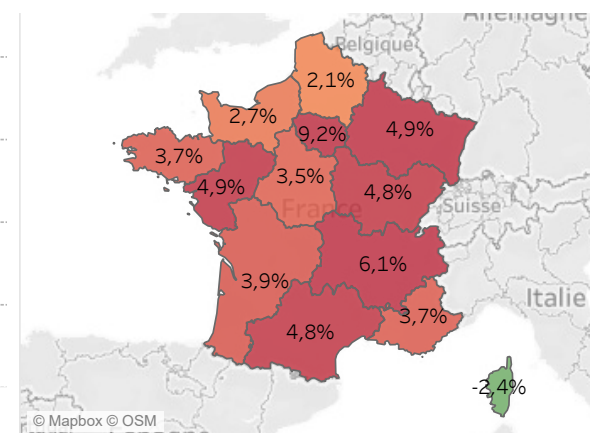 Allemagne
Belgique
2,1%
2,7%
9,2%
4,9%
3,7%
3,5%
4,9%
4,8%
France
Suisse
6,1%
3,9%
Italie
3,7%
4,8%
-2,4%
© Mapbox © OSM